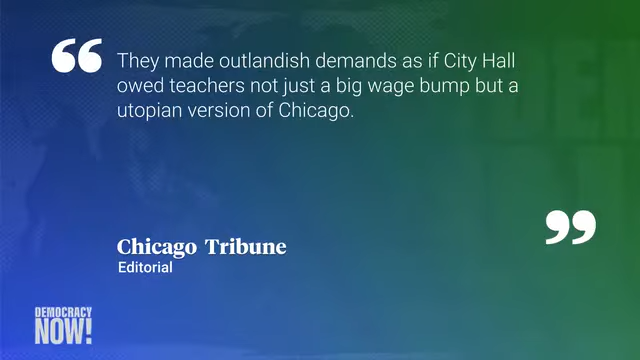 “
They made outlandish demands as if City Hall
owed teachers not just a big wage bump but a
utopian version of Chicago.
”
Chicago Tribune
Editorial
DEMOCRACY
NOW!